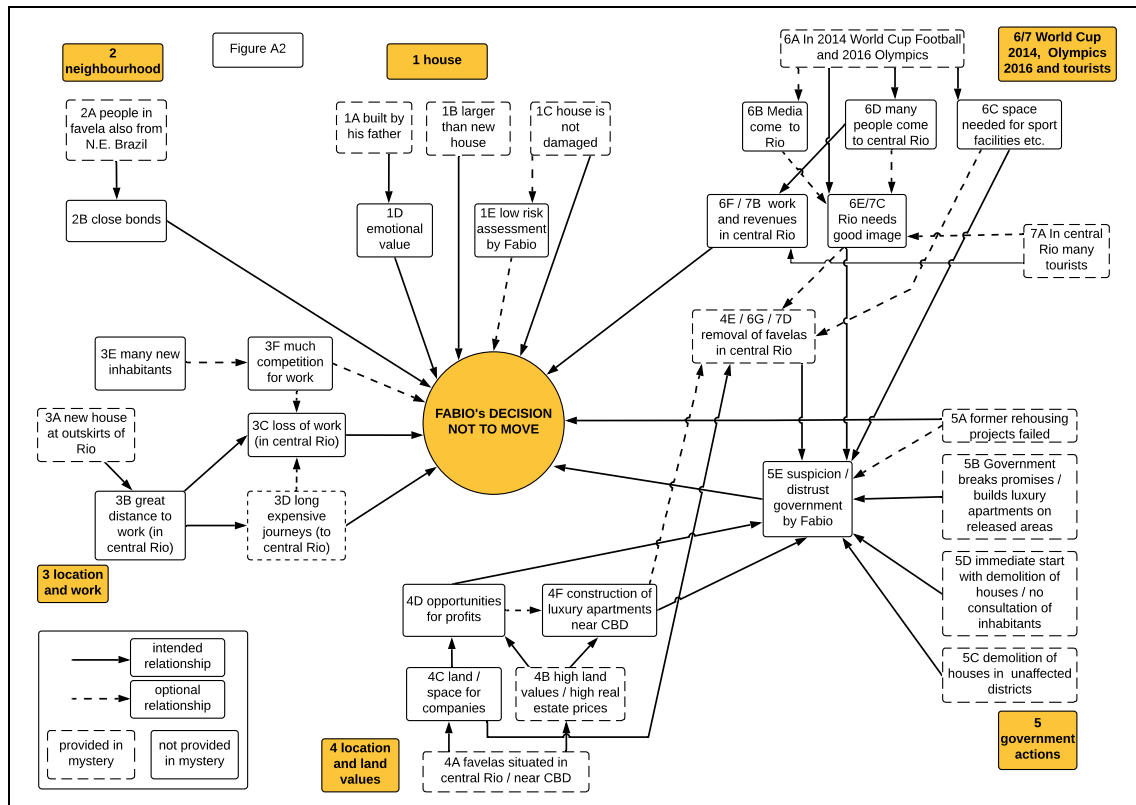 2
neighbourhood
Figure A2
1 house
6A In 2014 World Cup Football
and 2016 Olympics
6/7 World Cup
2014,  Olympics
2016 and tourists
2A people in
favela also from
N.E. Brazil
1A built by
his father
1B larger
than new
house
1C house is
not
damaged
6B Media
come  to
Rio
6D many
people come
to central Rio
6C space
needed for sport
facilities etc.
2B close bonds
1D
emotional
value
1E low risk
assessment
by Fabio
6F / 7B  work
and revenues
in central Rio
6E/7C
Rio needs
good image
7A In central
Rio many
tourists
4E / 6G / 7D
removal of favelas
in central Rio
3E many new
inhabitants
3F much
competition
for work
3A new house
at outskirts of
Rio
3C loss of work
(in central Rio)
FABIO's DECISION
NOT TO MOVE
5A former rehousing
projects failed
3B great
distance to
work (in
central Rio)
3D long
expensive
journeys (to
central Rio)
5E suspicion /
distrust
government
by Fabio
5B Government
breaks promises /
builds luxury
apartments on
released areas
3 location
and work
5D immediate start
with demolition of
houses / no
consultation of
inhabitants
4D opportunities
for profits
4F construction of
luxury apartments
near CBD
5C demolition of
houses in  unaffected
districts
intended
relationship
optional
relationship
provided in
mystery
not provided
in mystery
4C land /
space for
companies
4B high land
values / high real
estate prices
4 location
and land
values
4A favelas situated in
central Rio / near CBD
5
government
actions